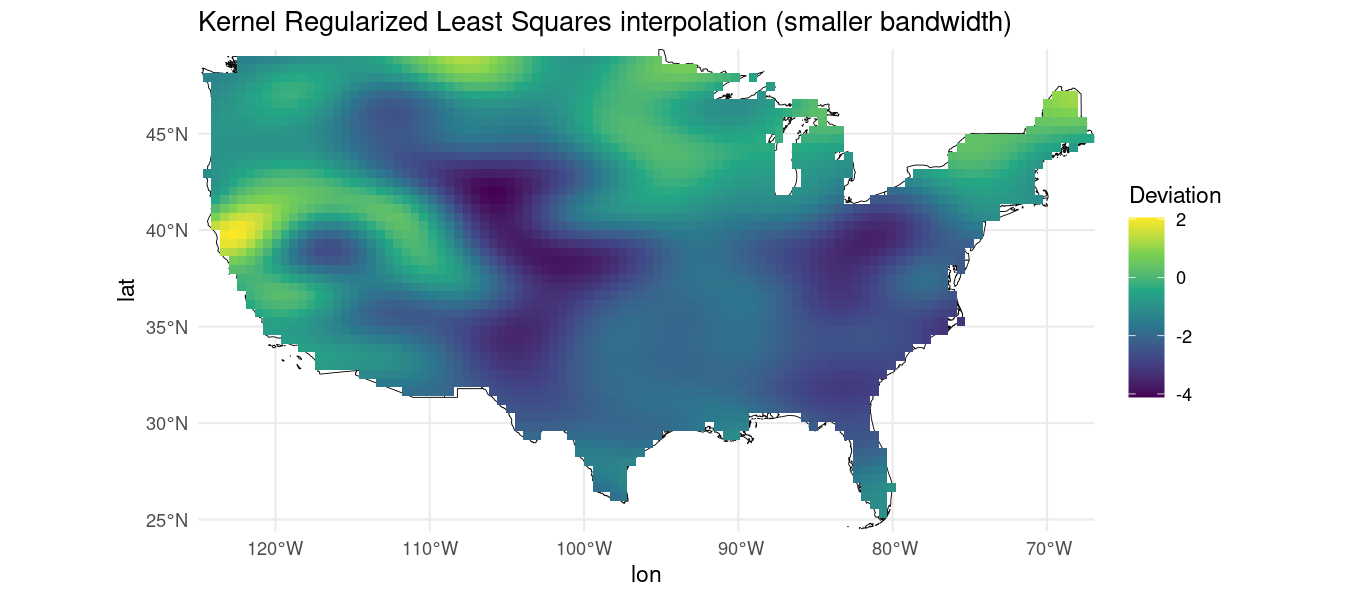 Kernel Regularized Least Squares interpolation (smaller bandwidth)
45°N
40°N
35°N
30°N
25°N
lat
120°W 110°W 100°W 90°W 80°W 70°W
lon
Deviation
2
0
-2
-4